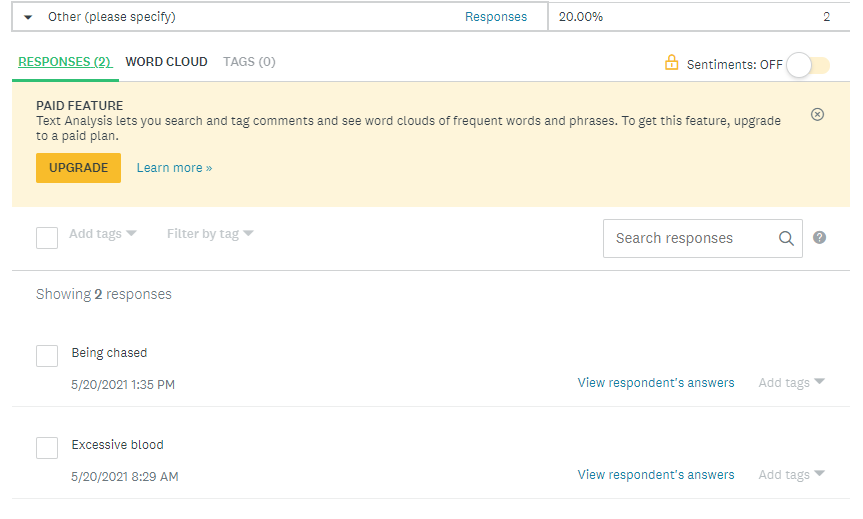 Other (please specify) Responses 20.00% 2
RESPONSES (2) WORD CLOUD TAGS (0) Sentiments: OFF
PAID FEATURE
Text Analysis lets you search and tag comments and see word clouds of frequent words and phrases. To get this feature, upgrade
to a paid plan.
UPGRADE Learn more »
Add tags Filter by tag Search responses ?
Showing 2 responses
Being chased
5/20/2021 1:35 PM View respondent's answers Add tags
Excessive blood
5/20/2021 8:29 AM View respondent's answers Add tags